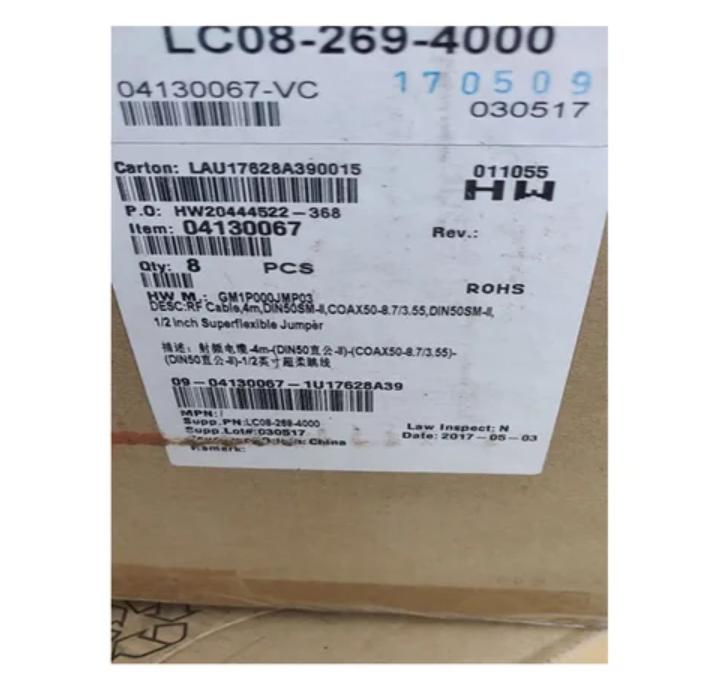 LC08-269-4000
04130067-VC
170509
030517
Carton: LAU17628A390015
011055
HW
P.O: HW20444522-368
Item: 04130067
Rev.:
Qty: 8 PCS
ROHS
HW M.: GM1P000JMP03
DESC:RF Cable,4m,DIN50SM-II,COAX50-8.7/3.55,DIN50SM-II,
1/2 inch Superflexible Jumper
描述: 射频电缆-4m-(DIN50直公-II)-(COAX50-8.7/3.55)-
(DIN50直公-II)-1/2英寸超柔跳线
09-04130067-1U17628A39
MPN:/
Supp.PN:LC08-269-4000
Law Inspect: N
Supp.Lot#:030517
Date: 2017-05-03
China
Remark: